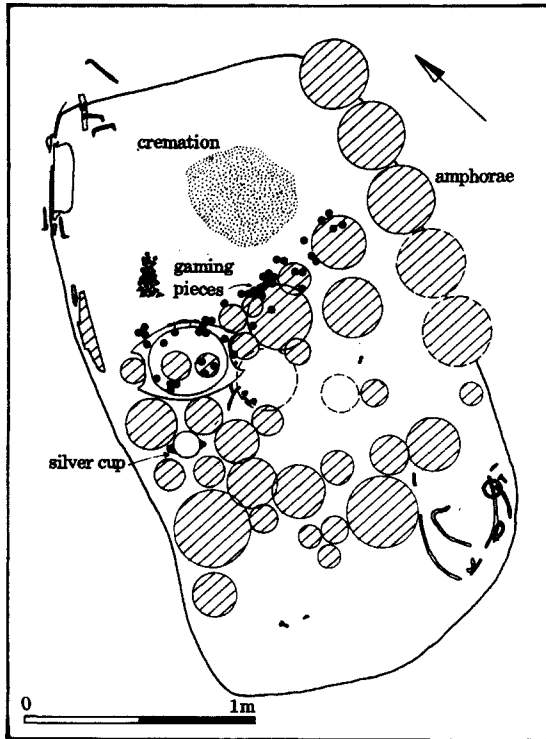 cremation
amphorae
gaming
pieces
silver cup
0 1m